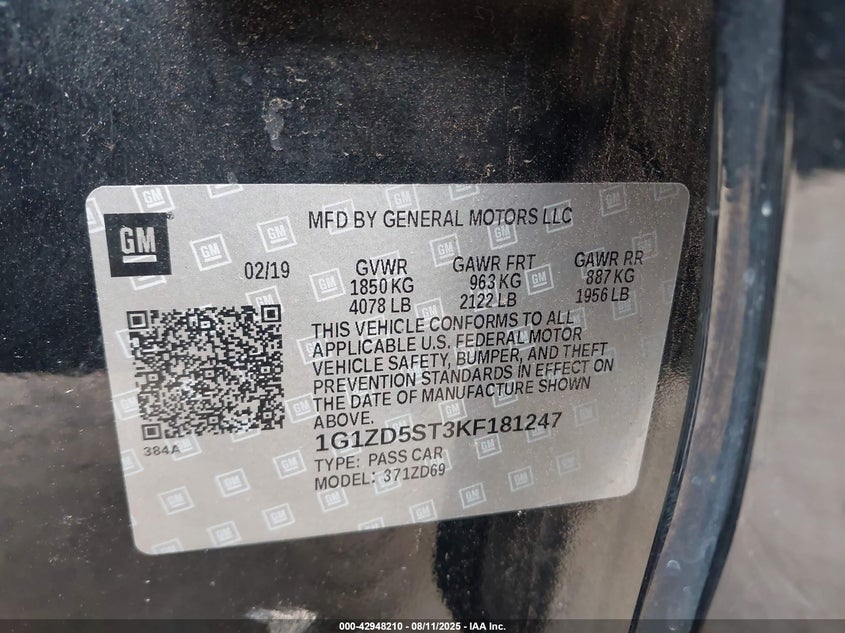 GM
MFD BY GENERAL MOTORS LLC
02/19
GVWR
1850 KG
4078 LB
GAWR FRT
963 KG
2122 LB
GAWR RR
887 KG
1956 LB
THIS VEHICLE CONFORMS TO ALL
APPLICABLE U.S. FEDERAL MOTOR
VEHICLE SAFETY, BUMPER, AND THEFT
PREVENTION STANDARDS IN EFFECT ON
THE DATE OF MANUFACTURE SHOWN
ABOVE.
384A
1G1ZD5ST3KF181247
TYPE: PASS CAR
MODEL: 371ZD69
000-42948210 - 08/11/2025 - IAA Inc.